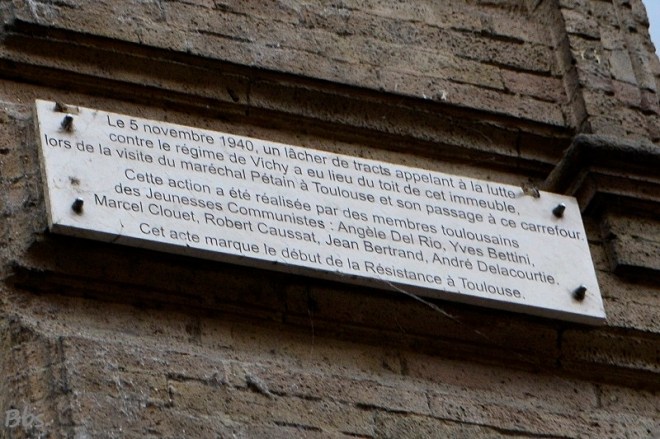 Le 5 novembre 1940, un lâcher de tracts appelant à la lutte
contre le régime de Vichy a eu lieu du toit de cet immeuble,
lors de la visite du maréchal Pétain à Toulouse et son passage à ce carrefour.
Cette action a été réalisée par des membres toulousains
des Jeunesses Communistes : Angèle Del Rio, Yves Bettini,
Marcel Clouet, Robert Caussat, Jean Bertrand, André Delacourtie.
Cet acte marque le début de la Résistance à Toulouse.
Bbs